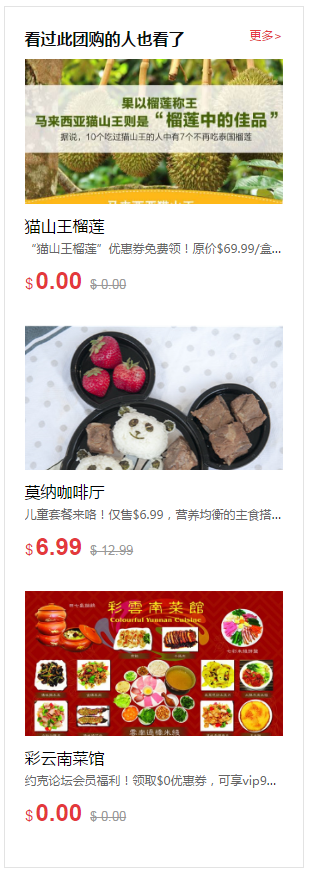 看过此团购的人也看了
更多>
果以榴莲称王
马来西亚猫山王则是“榴莲中的佳品”
据说，10个吃过猫山王的人中有7个不再吃泰国榴莲
猫山王榴莲
“猫山王榴莲”优惠券免费领！原价$69.99/盒...
$0.00 $ 0.00
莫纳咖啡厅
儿童套餐来咯！仅售$6.99，营养均衡的主食搭...
$6.99 $ 12.99
彩雲南菜館
Colourful Yunnan Cuisine
彩云南菜馆
约克论坛会员福利！领取$0优惠券，可享vip9...
$0.00 $ 0.00